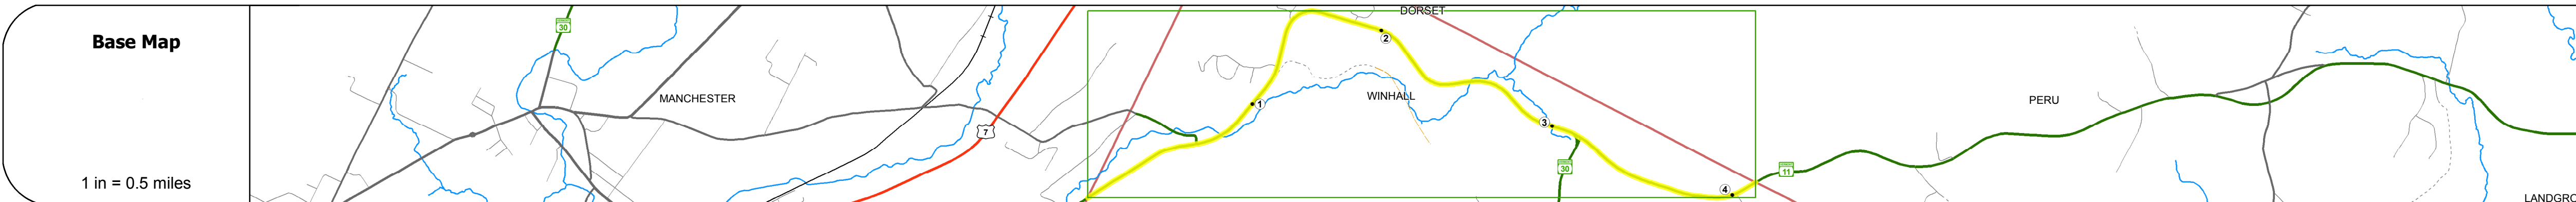 Base Map
1 in = 0.5 miles
30
MANCHESTER
7
DORSET
1
2
WINHALL
3
30
4
11
PERU
LANDGRO